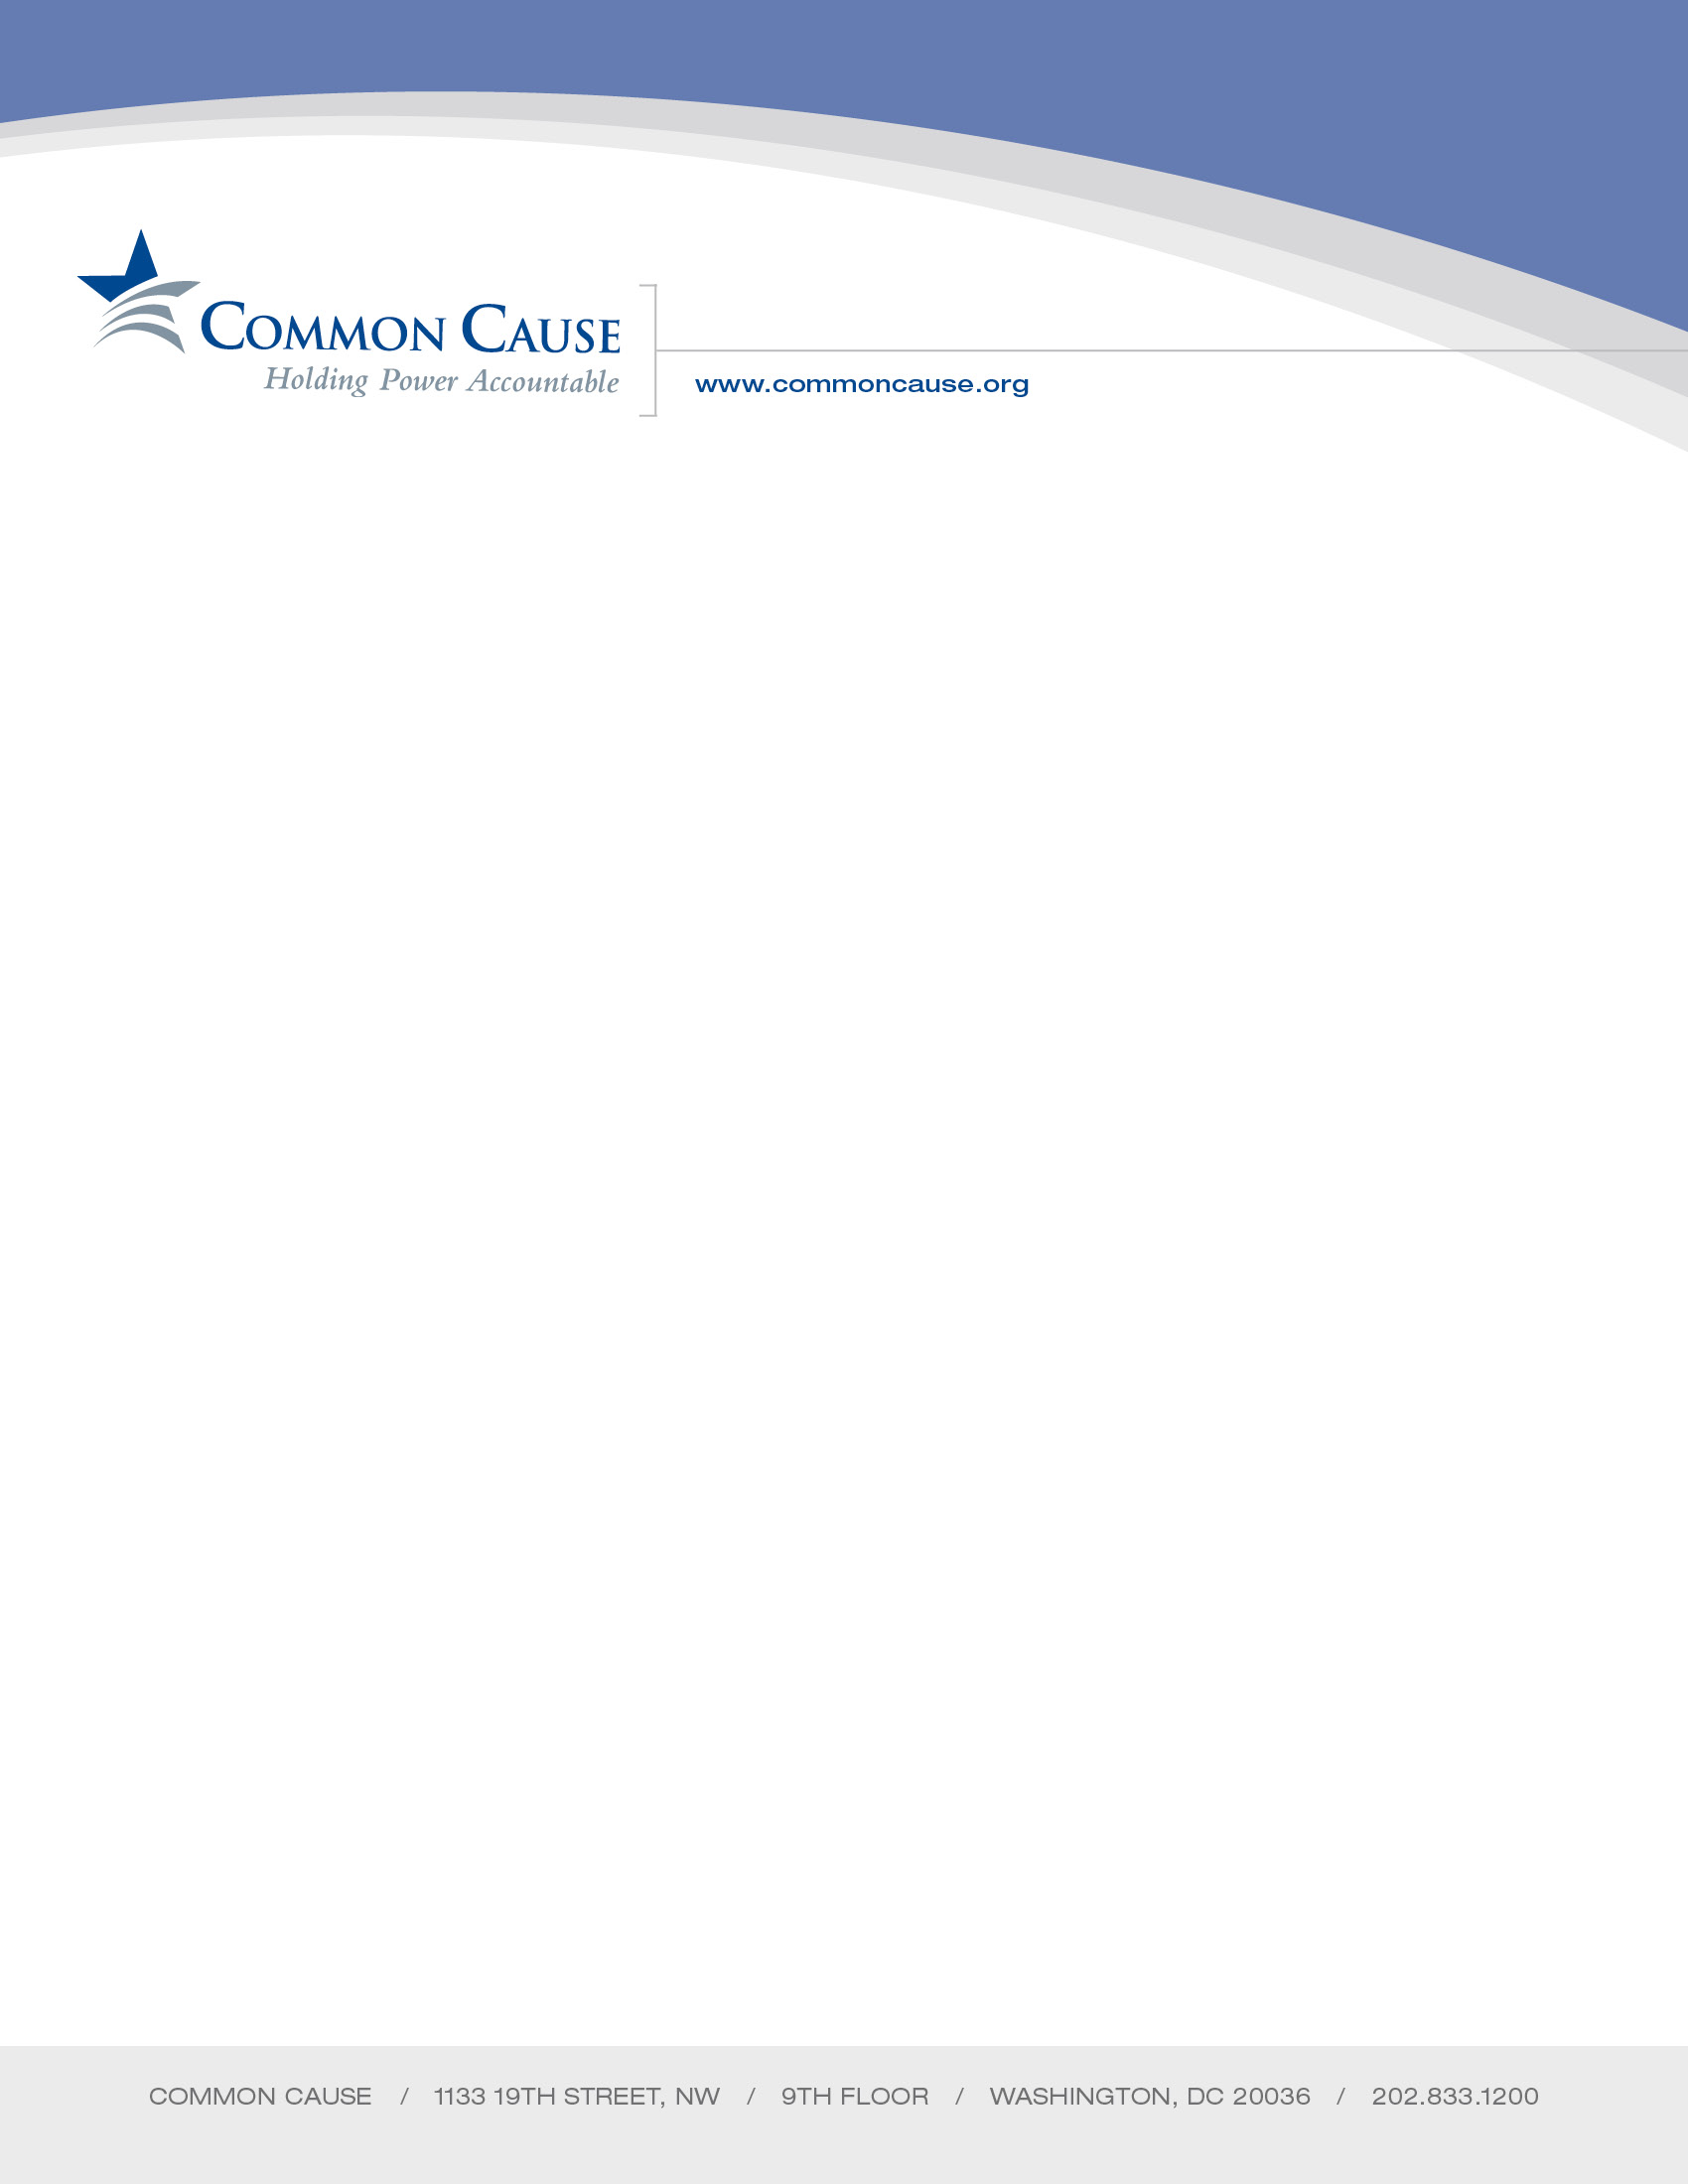 COMMON CAUSE
Holding Power Accountable
www.commoncause.org
COMMON CAUSE / 1133 19TH STREET, NW / 9TH FLOOR / WASHINGTON, DC 20036 / 202.833.1200